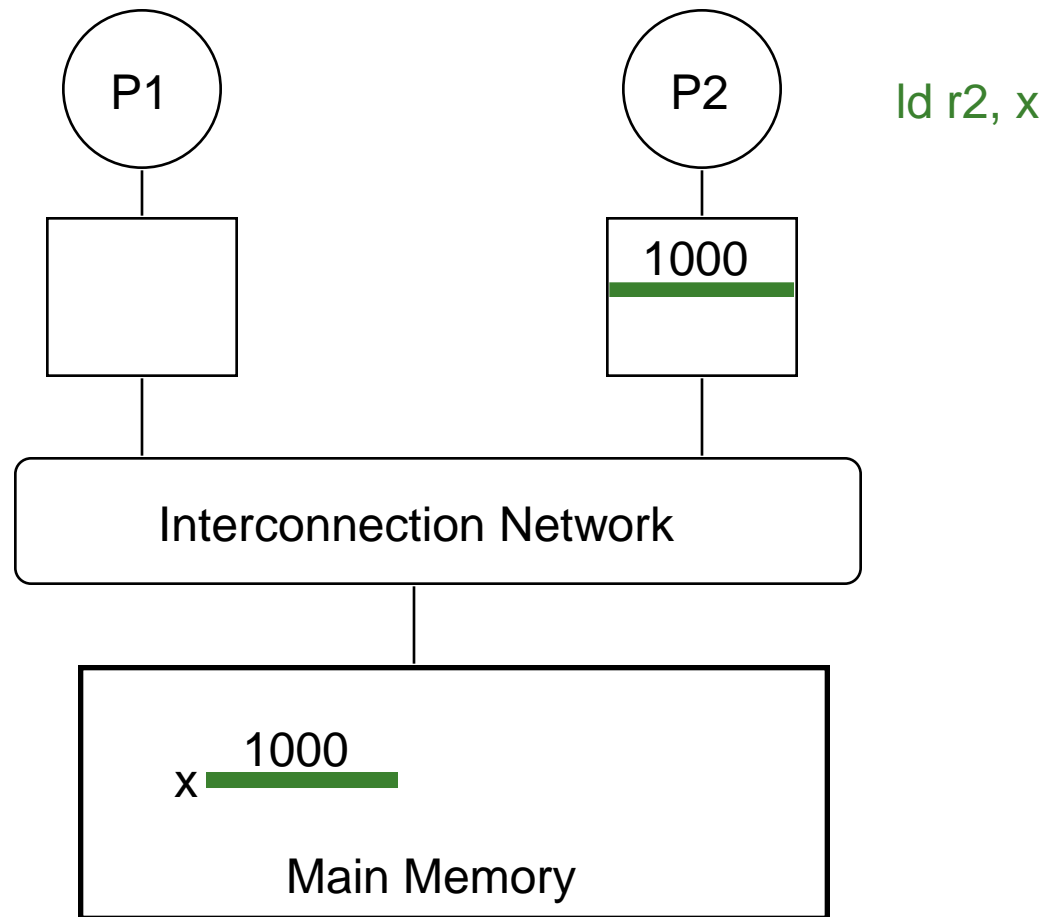 P1
P2
ld r2, x
1000
Interconnection Network
1000
x
Main Memory